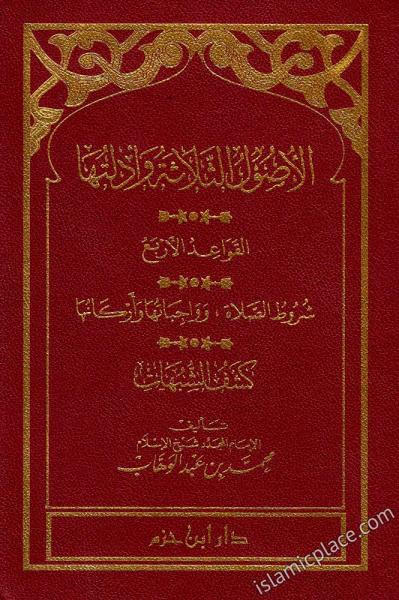 الأصول الثلاثة وأدلتها
القواعد الأربع
شروط الصلاة، وواجباتها وأركانها
كشف الشبهات
تأليف
الإمام المجدد شيخ الإسلام
محمد بن عبد الوهاب
دار ابن حزم
islamicplace.com